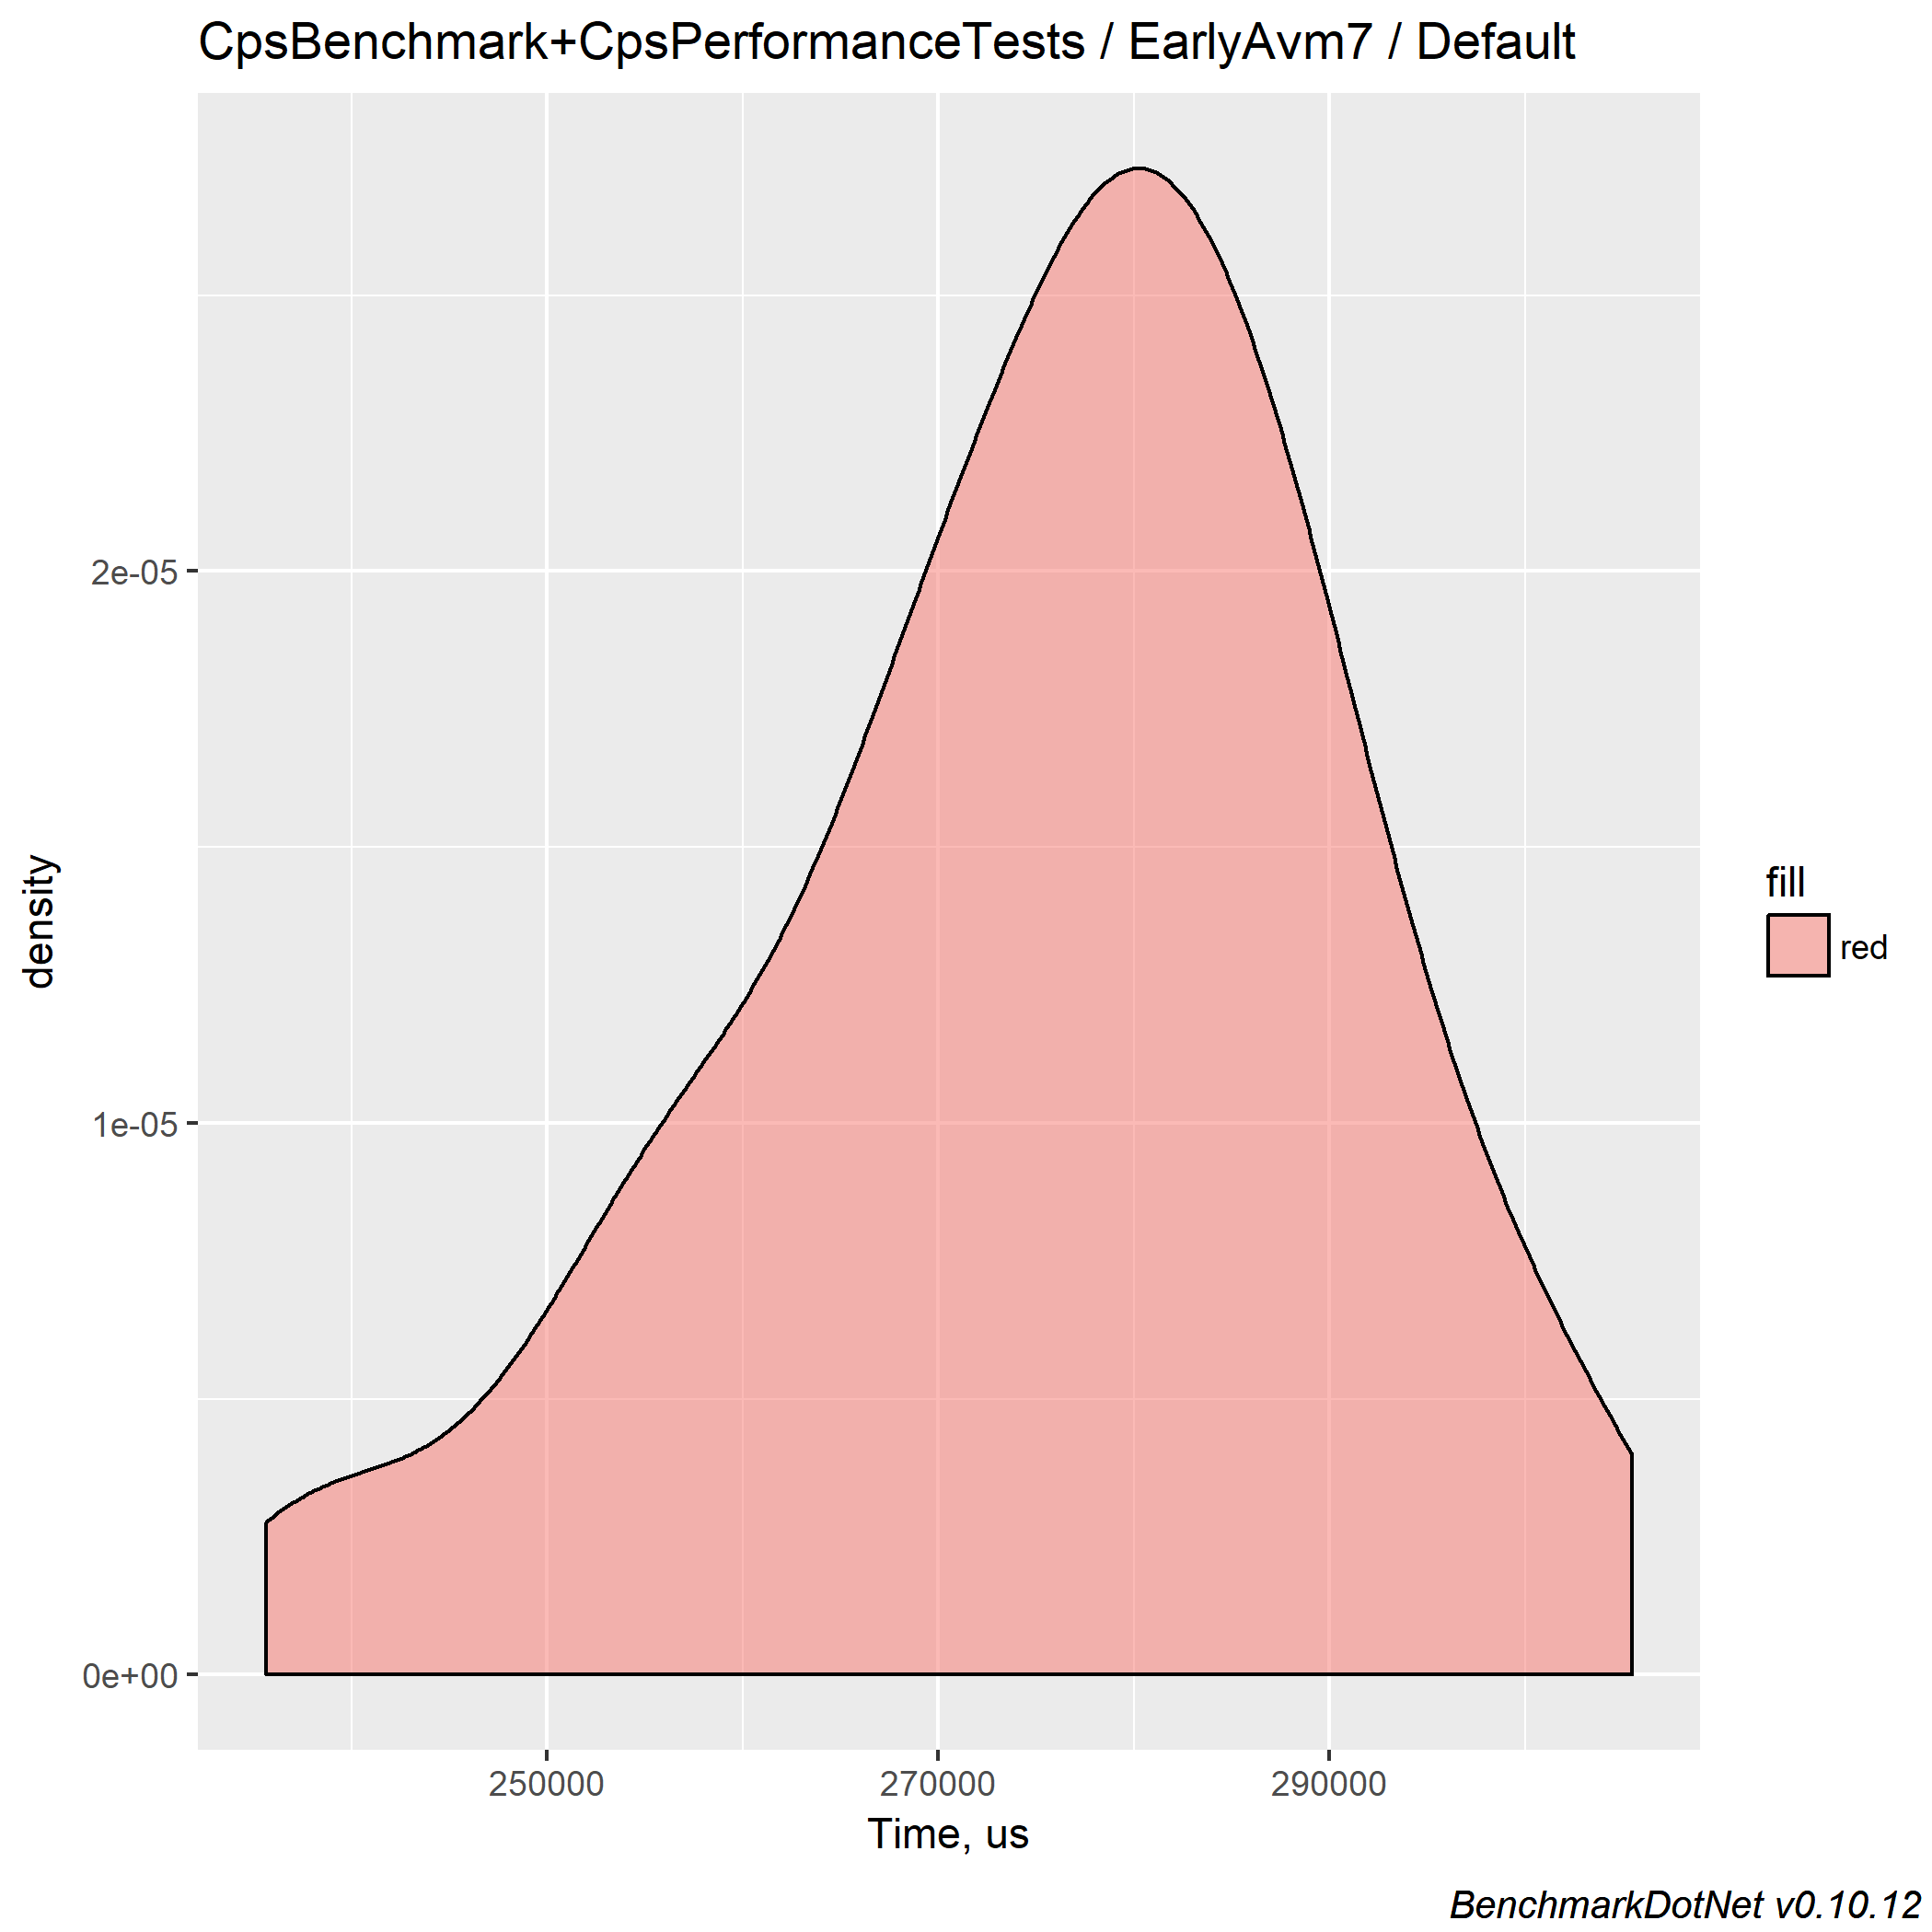 CpsBenchmark+CpsPerformanceTests / EarlyAvm7 / Default
density
2e-05
1e-05
0e+00
250000
270000
290000
Time, us
fill
red
BenchmarkDotNet v0.10.12